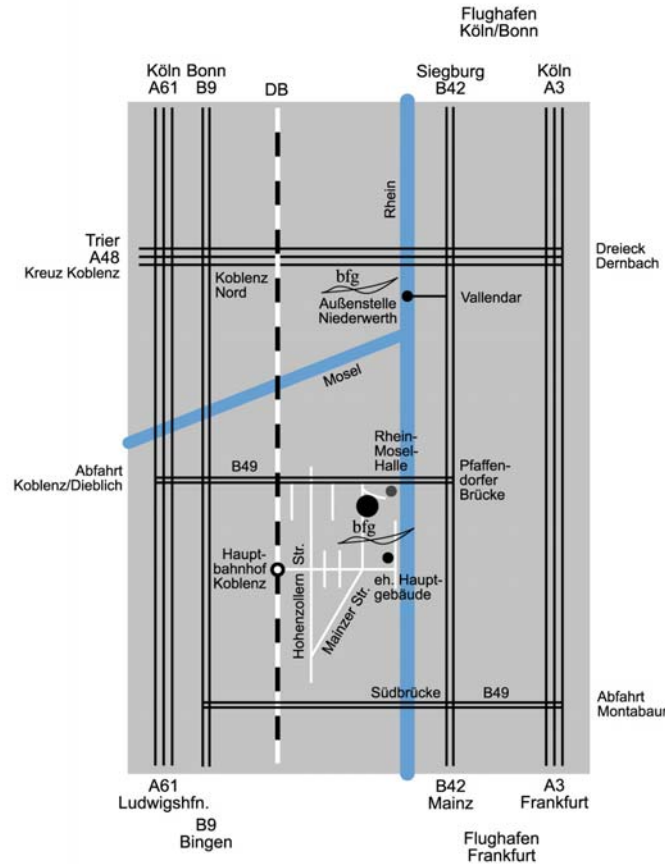 Flughafen
Köln/Bonn
Köln Bonn
A61 B9
DB
Siegburg
B42
Köln
A3
Rhein
Trier
A48
Kreuz Koblenz
Dreieck
Dernbach
Koblenz
Nord
bfg
Außenstelle
Niederwerth
Vallendar
Mosel
Rhein-
Mosel-
Halle
Abfahrt
Koblenz/Dieblich
B49
Pfaffen-
dorfer
Brücke
bfg
Haupt-
bahnhof
Koblenz
Hohenzollern Str.
Mainzer Str.
eh. Haupt-
gebäude
Südbrücke
B49
Abfahrt
Montabaur
A61
Ludwigshfn.
B9
Bingen
B42
Mainz
A3
Frankfurt
Flughafen
Frankfurt